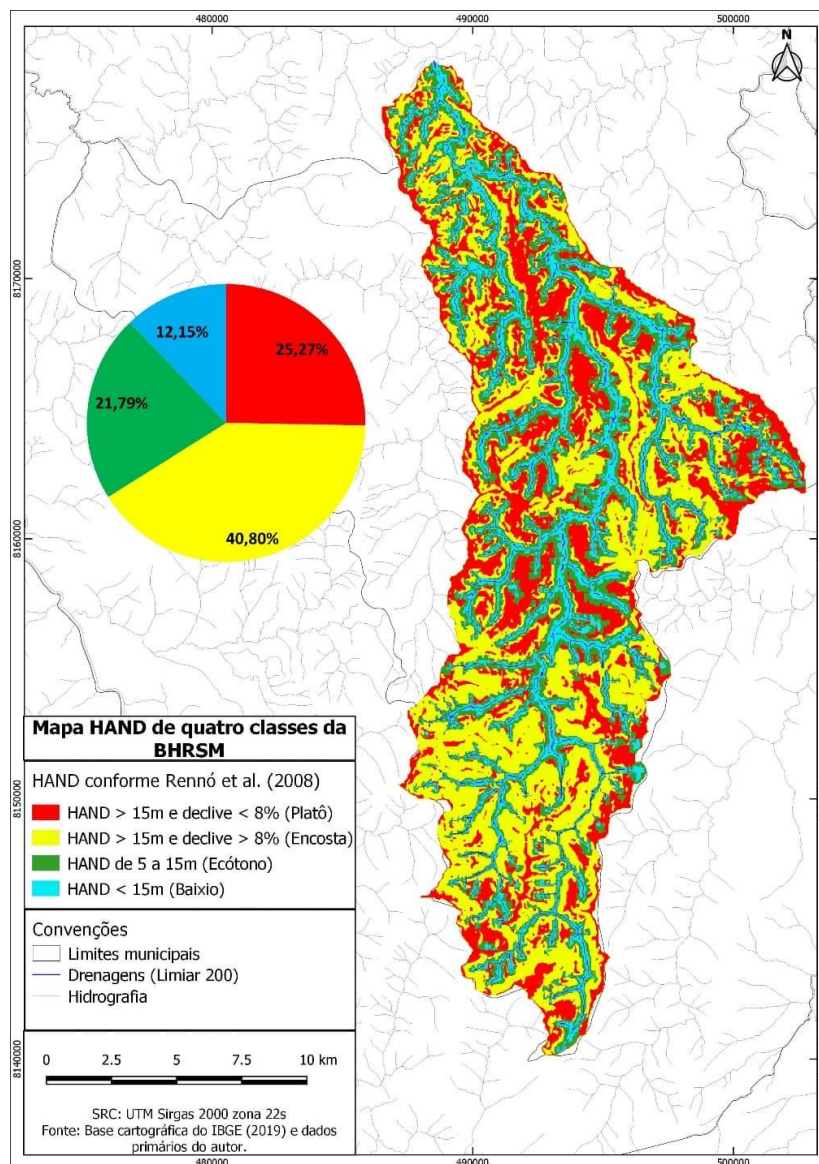 480000
490000
500000
N
8170000
8160000
8150000
8140000
12,15%
25,27%
21,79%
40,80%
Mapa HAND de quatro classes da
BHRSM
HAND conforme Rennó et al. (2008)
HAND > 15m e declive < 8% (Platô)
HAND > 15m e declive > 8% (Encosta)
HAND de 5 a 15m (Ecótono)
HAND < 15m (Baixio)
Convenções
Limites municipais
Drenagens (Limiar 200)
Hidrografia
0 2.5 5 7.5 10 km
SRC: UTM Sirgas 2000 zona 22s
Fonte: Base cartográfica do IBGE (2019) e dados
primários do autor.
480000
490000
500000